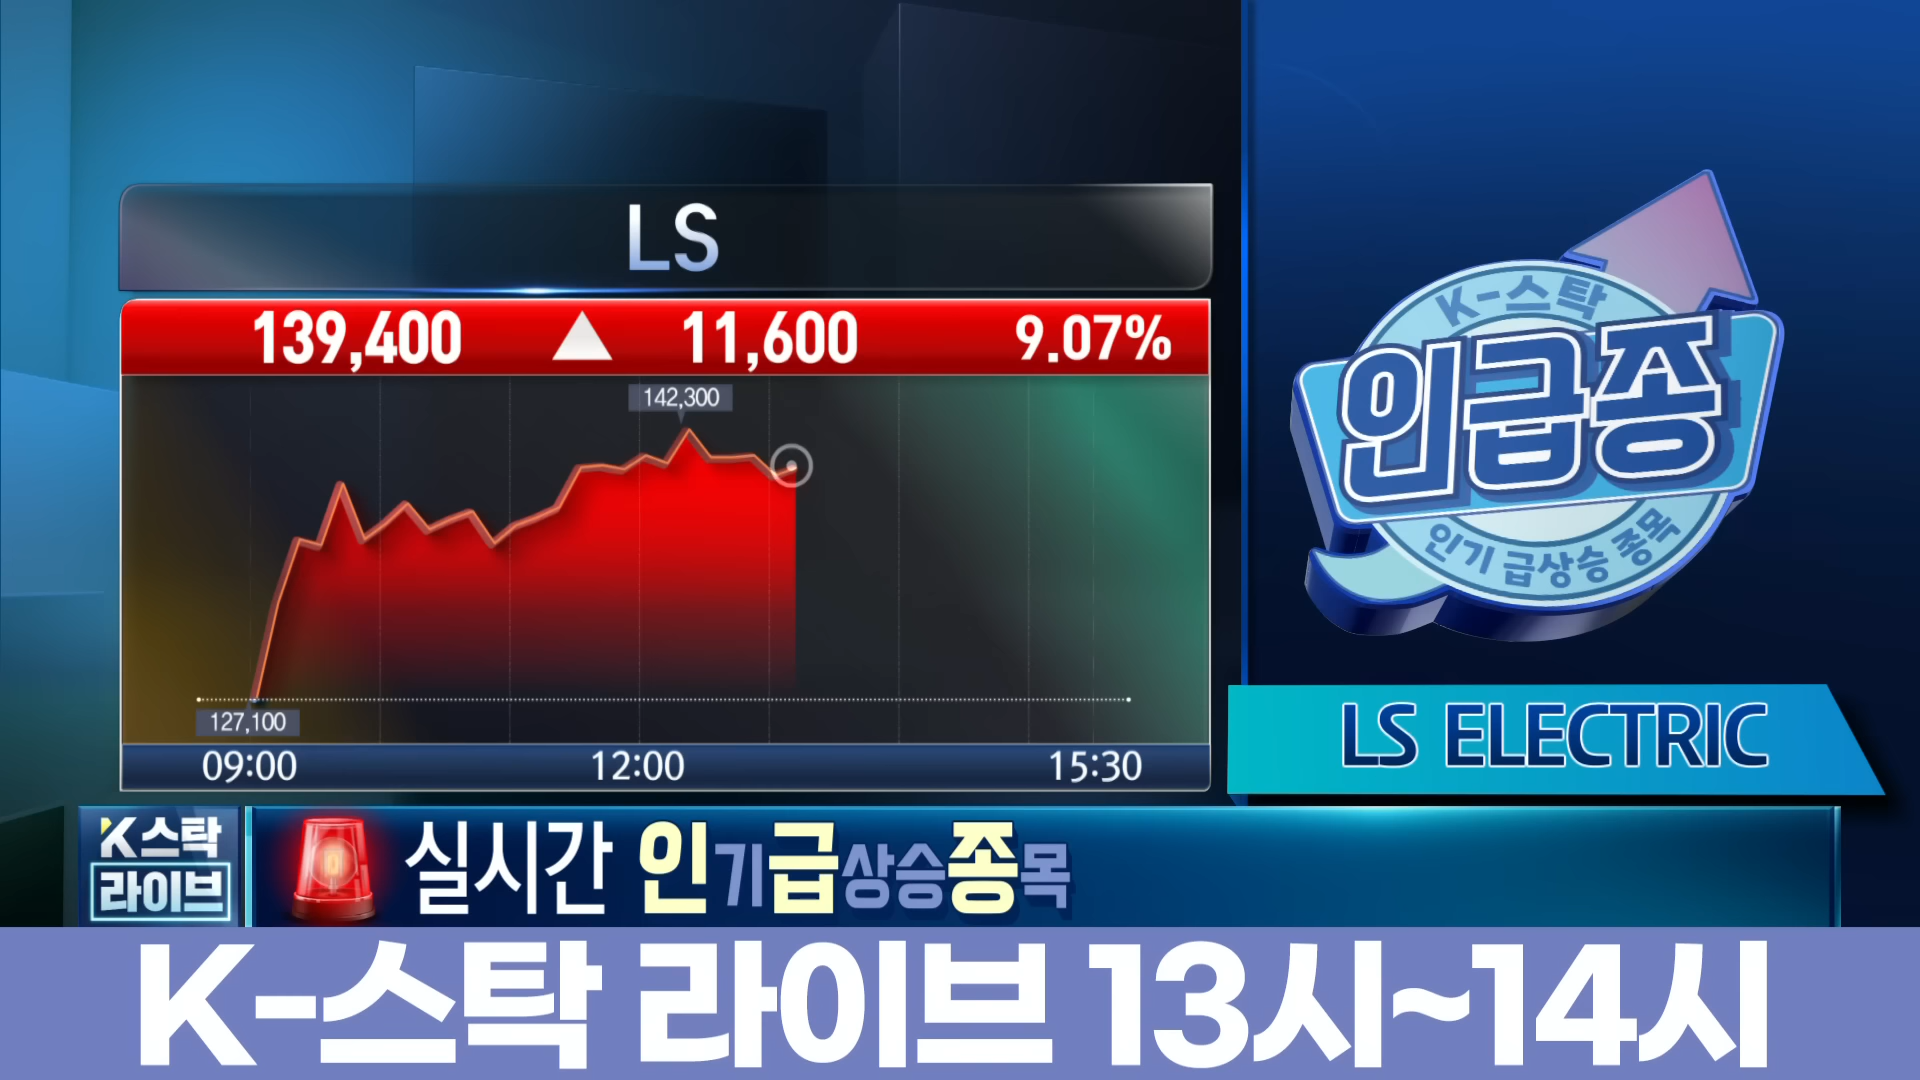 LS
139,400 ▲ 11,600 9.07%
142,300
127,100
09:00 12:00 15:30
K-스탁
인급종
인기 급상승 종목
LS ELECTRIC
K스탁
라이브
실시간 인기급상승종목
K-스탁 라이브 13시~14시